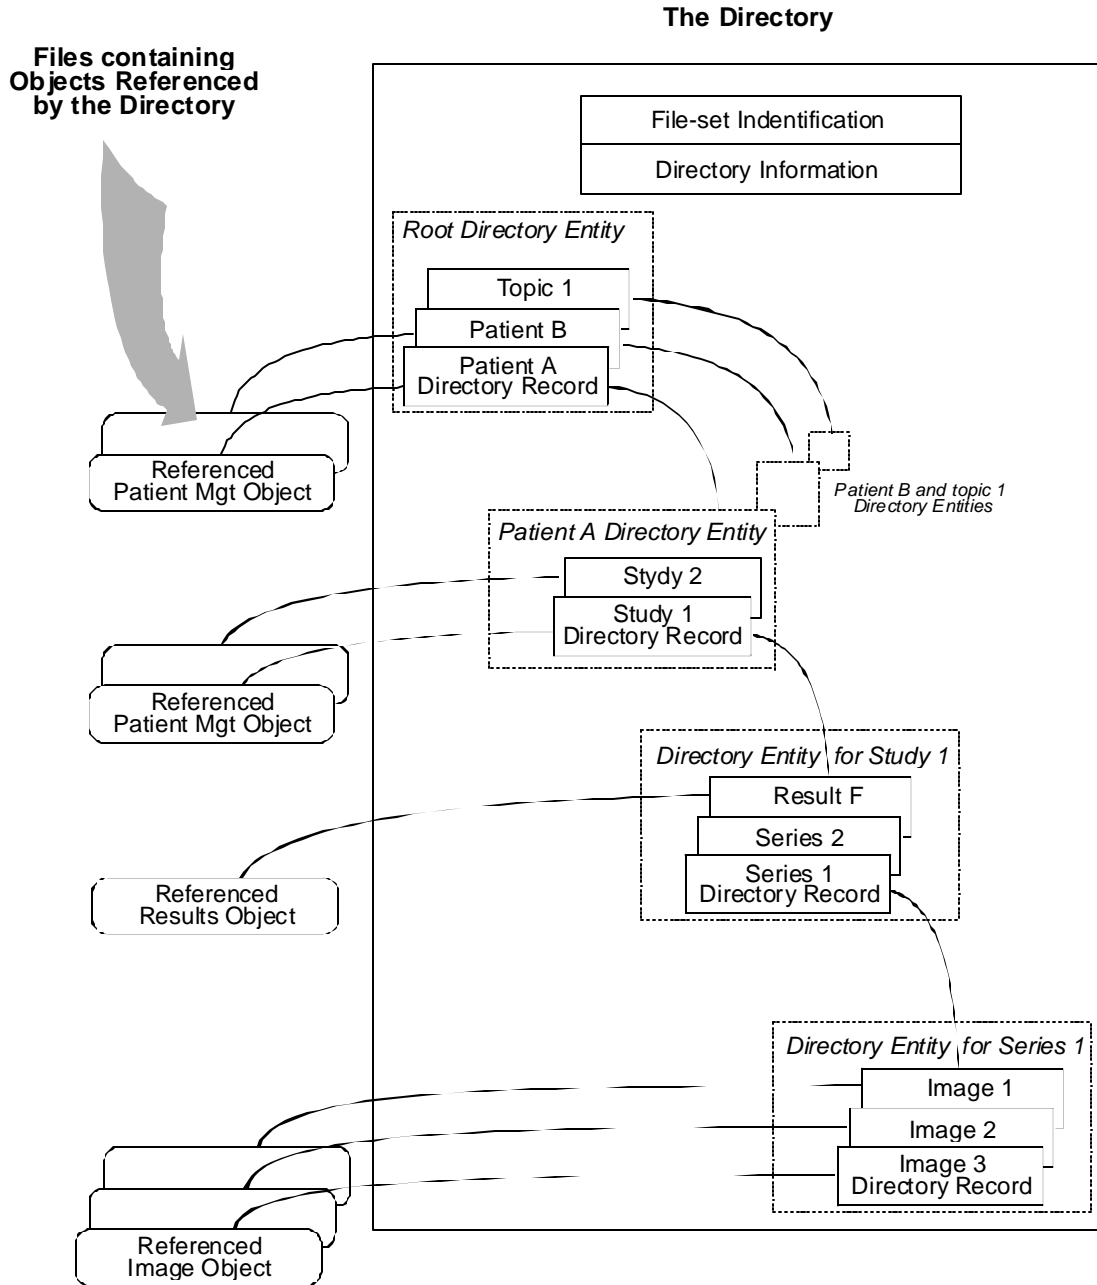 The Directory
Files containing
Objects Referenced
by the Directory
File-set Indentification
Directory Information
Root Directory Entity
Topic 1
Patient B
Patient A
Directory Record
Referenced
Patient Mgt Object
Patient B and topic 1
Directory Entities
Patient A Directory Entity
Stydy 2
Study 1
Directory Record
Referenced
Patient Mgt Object
Directory Entity for Study 1
Result F
Series 2
Series 1
Directory Record
Referenced
Results Object
Directory Entity for Series 1
Image 1
Image 2
Image 3
Directory Record
Referenced
Image Object